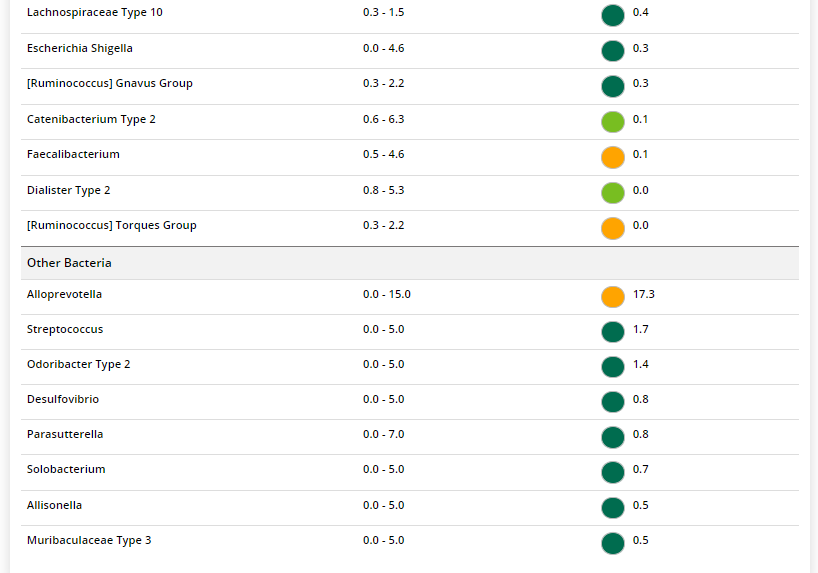 Lachnospiraceae Type 10 0.3 - 1.5 0.4
Escherichia Shigella 0.0 - 4.6 0.3
[Ruminococcus] Gnavus Group 0.3 - 2.2 0.3
Catenibacterium Type 2 0.6 - 6.3 0.1
Faecalibacterium 0.5 - 4.6 0.1
Dialister Type 2 0.8 - 5.3 0.0
[Ruminococcus] Torques Group 0.3 - 2.2 0.0
Other Bacteria
Alloprevotella 0.0 - 15.0 17.3
Streptococcus 0.0 - 5.0 1.7
Odoribacter Type 2 0.0 - 5.0 1.4
Desulfovibrio 0.0 - 5.0 0.8
Parasutterella 0.0 - 7.0 0.8
Solobacterium 0.0 - 5.0 0.7
Allisonella 0.0 - 5.0 0.5
Muribaculaceae Type 3 0.0 - 5.0 0.5